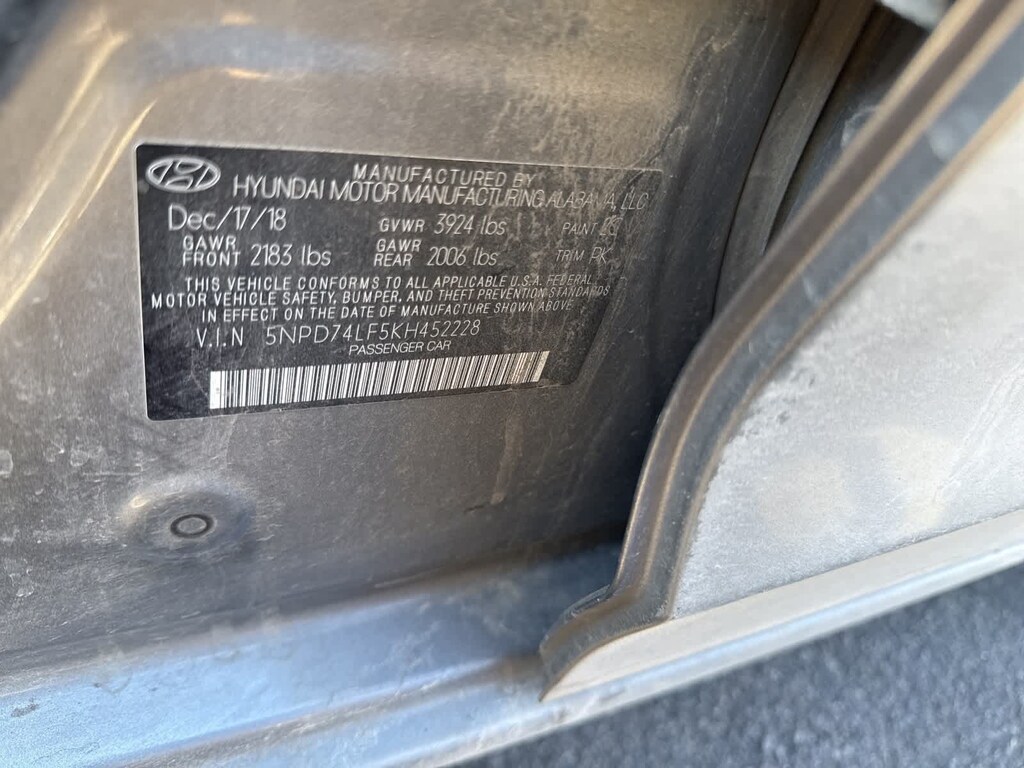 MANUFACTURED BY
HYUNDAI MOTOR MANUFACTURING ALABAMA, LLC
Dec/17/18 GVWR 3924 lbs PAINT
GAWR FRONT 2183 lbs GAWR REAR 2006 lbs TRIM PK
THIS VEHICLE CONFORMS TO ALL APPLICABLE U.S.A. FEDERAL
MOTOR VEHICLE SAFETY, BUMPER, AND THEFT PREVENTION STANDARDS
IN EFFECT ON THE DATE OF MANUFACTURE SHOWN ABOVE
V.I.N 5NPD74LF5KH452228
PASSENGER CAR